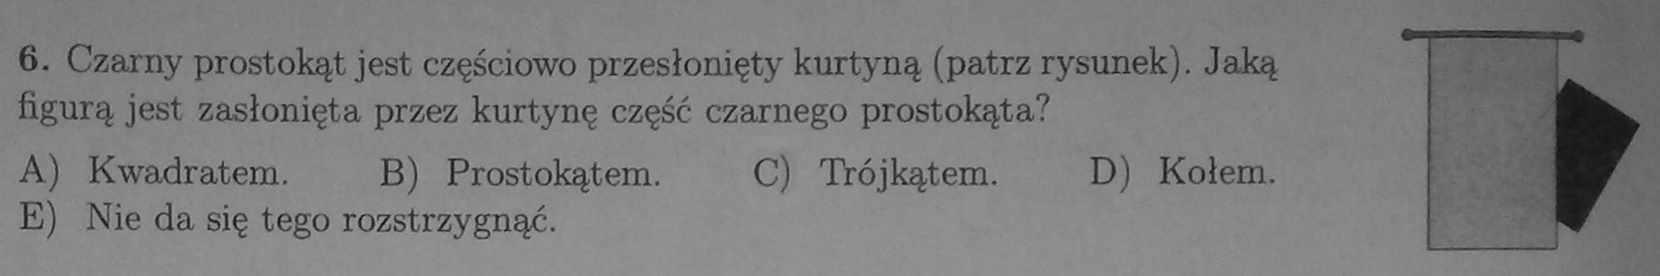 6. Czarny prostokąt jest częściowo przesłonięty kurtyną (patrz rysunek). Jaką
figurą jest zasłonięta przez kurtynę część czarnego prostokąta?
A) Kwadratem. B) Prostokątem. C) Trójkątem. D) Kołem.
E) Nie da się tego rozstrzygnąć.